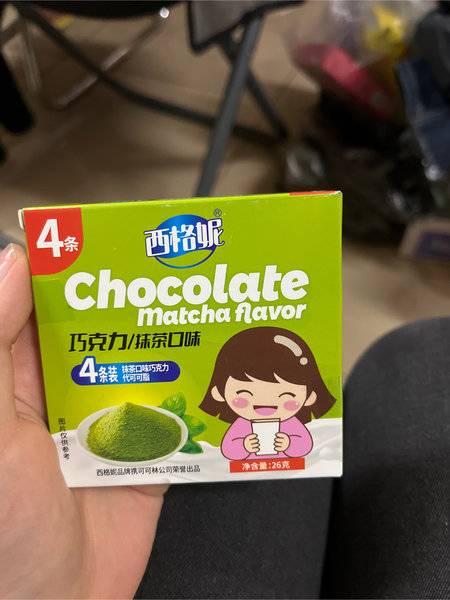 4条
西格妮®
Chocolate
Matcha flavor
巧克力/抹茶口味
4条装
抹茶口味巧克力
代可可脂
图片仅供参考
净含量:26克
西格妮品牌携可可林公司荣誉出品